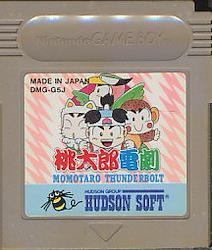 Nintendo GAME BOY
MADE IN JAPAN
DMG-G5J
桃太郎電劇
MOMOTARO THUNDERBOLT
HUDSON GROUP
HUDSON SOFT®